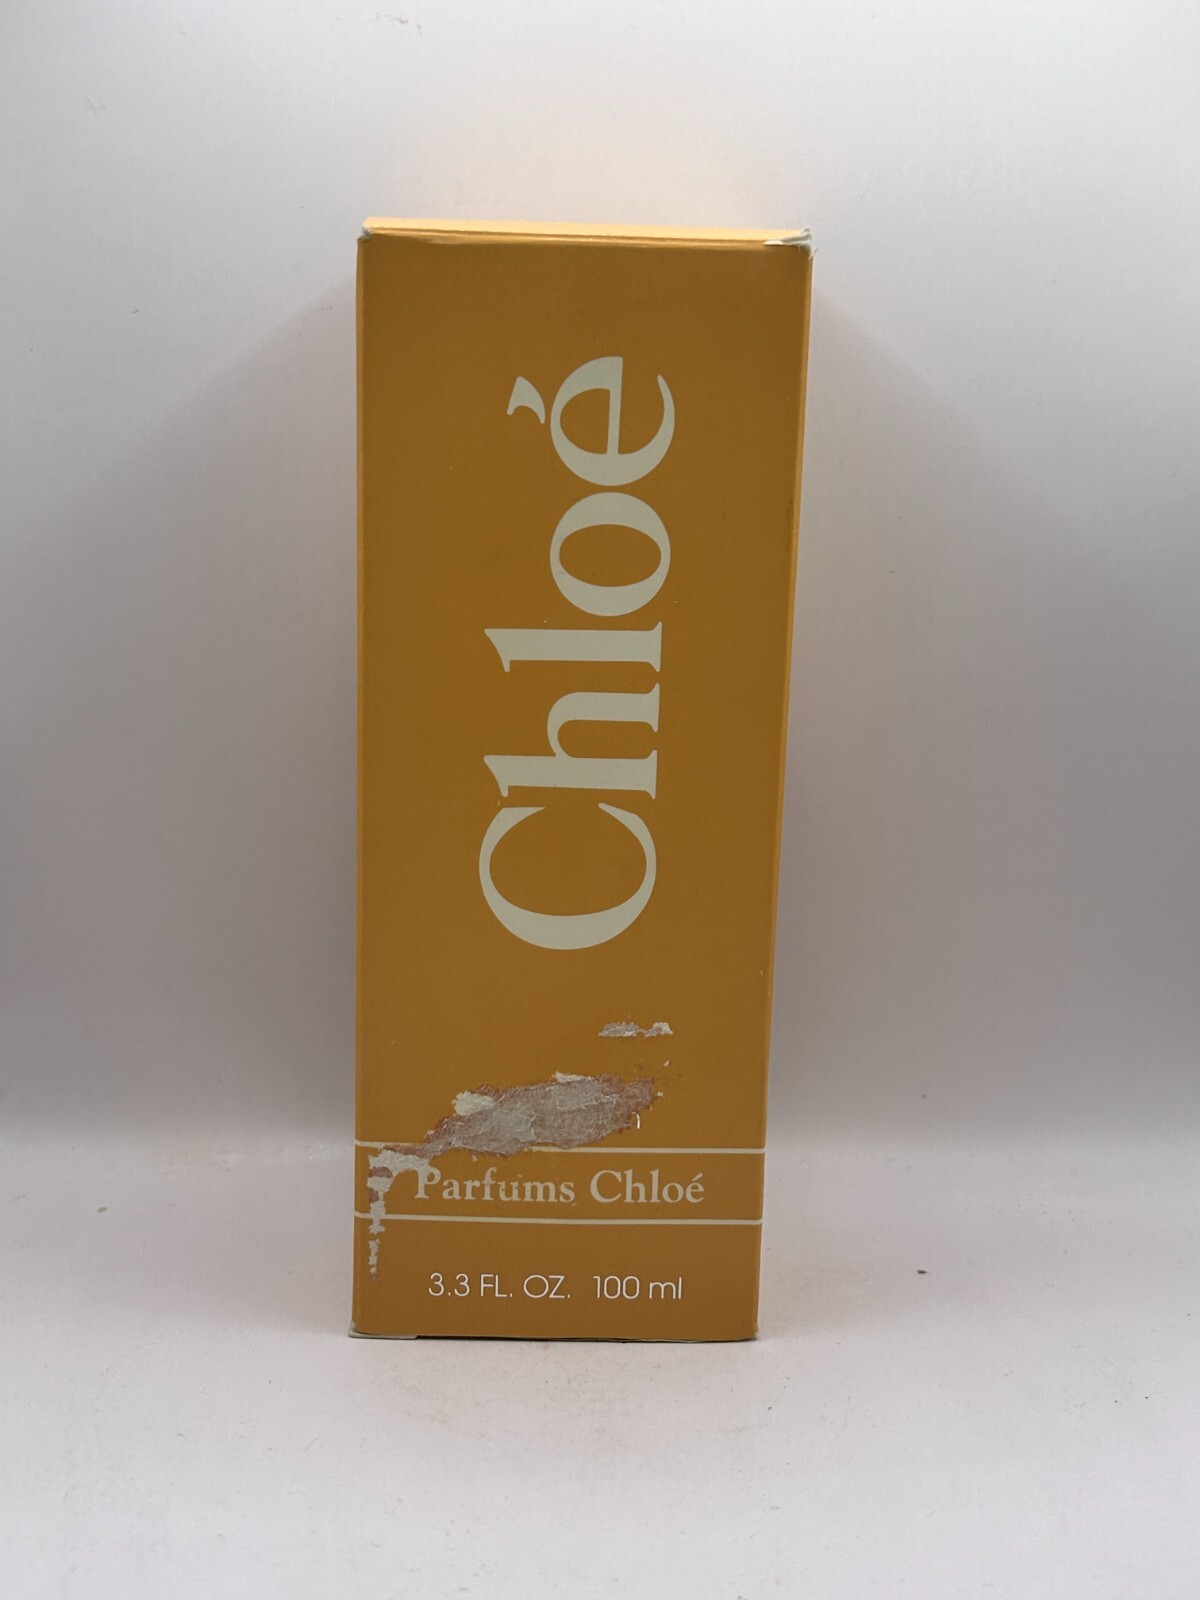 Chloé
Parfums Chloé
3.3 FL. OZ. 100 ml